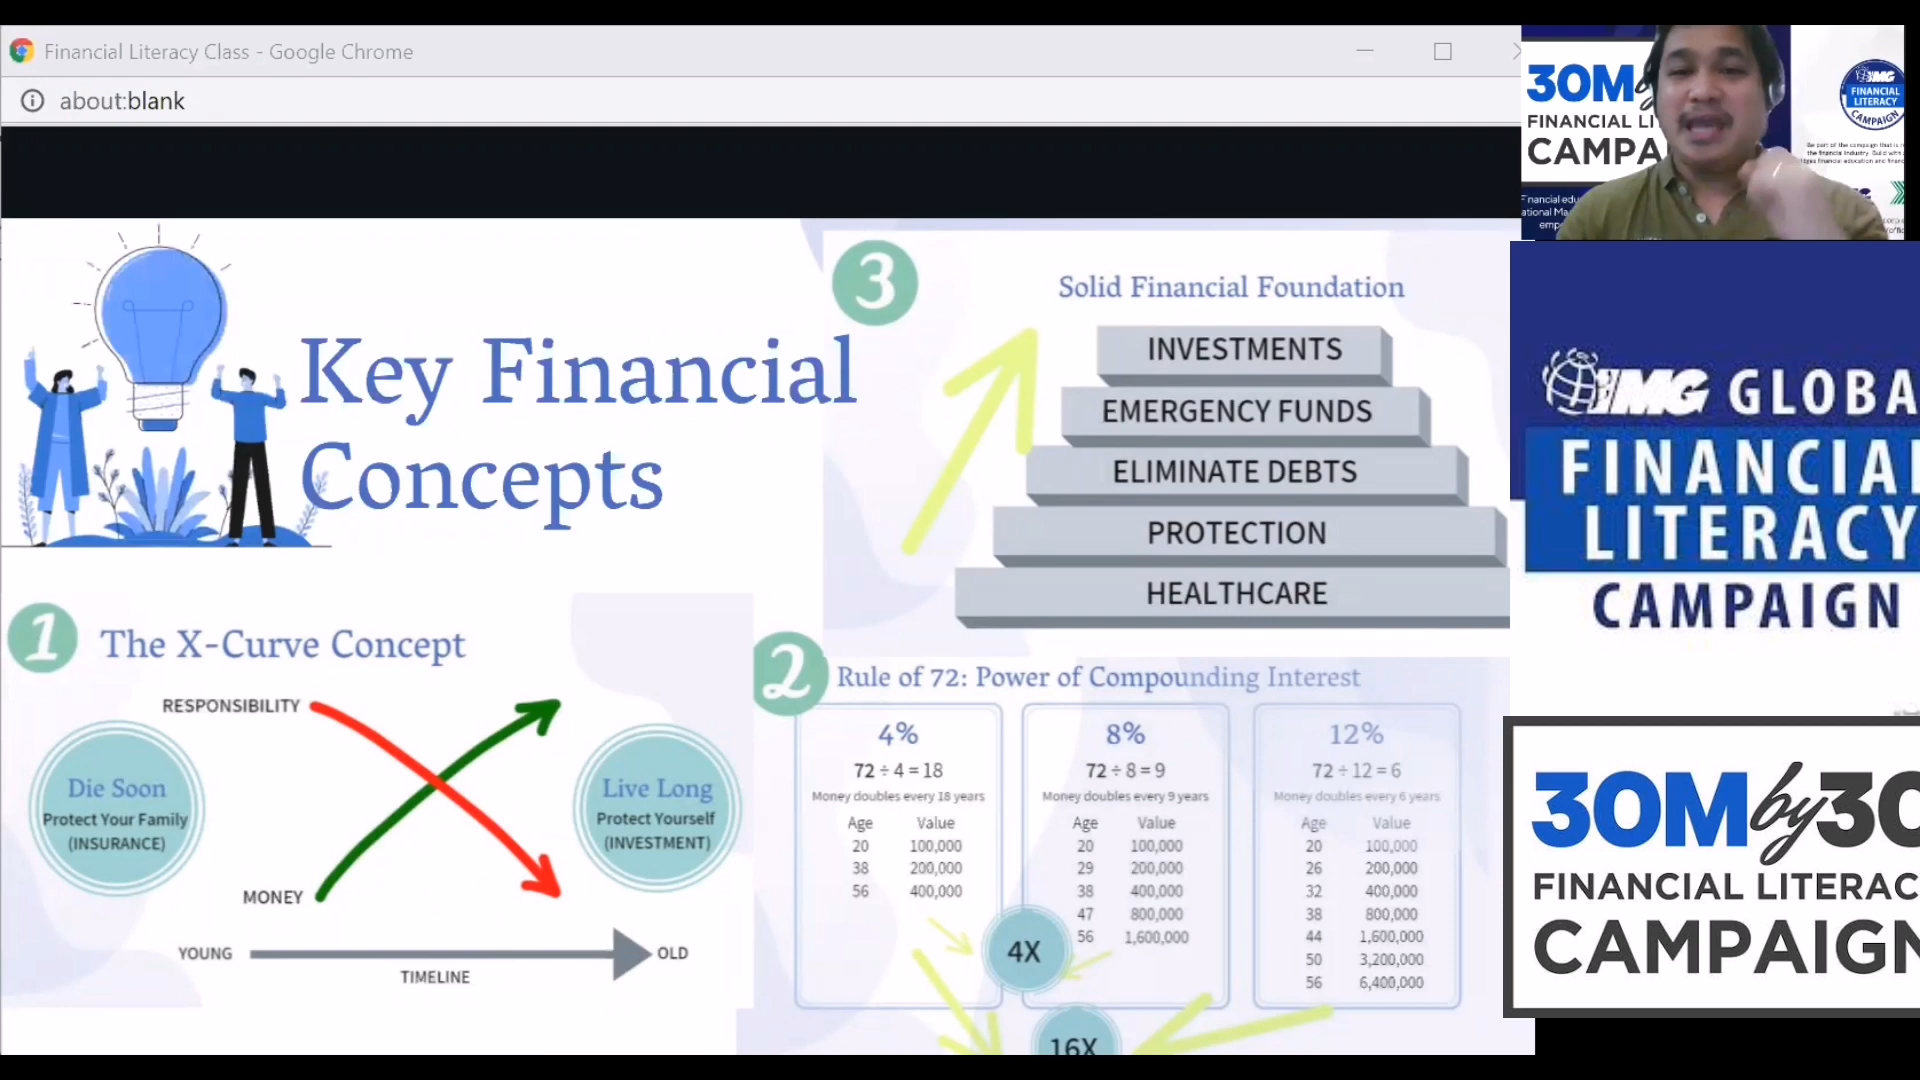 Financial Literacy Class - Google Chrome
about:blank
Key Financial
Concepts
1
The X-Curve Concept
RESPONSIBILITY
Die Soon
Protect Your Family
(INSURANCE)
Live Long
Protect Yourself
(INVESTMENT)
MONEY
YOUNG
OLD
TIMELINE
3
Solid Financial Foundation
INVESTMENTS
EMERGENCY FUNDS
ELIMINATE DEBTS
PROTECTION
HEALTHCARE
2
Rule of 72: Power of Compounding Interest
4%
72 ÷ 4 = 18
Money doubles every 18 years
Age Value
20 100,000
38 200,000
56 400,000
8%
72 ÷ 8 = 9
Money doubles every 9 years
Age Value
20 100,000
29 200,000
38 400,000
47 800,000
56 1,600,000
12%
72 ÷ 12 = 6
Money doubles every 6 years
Age Value
20 100,000
26 200,000
32 400,000
38 800,000
44 1,600,000
50 3,200,000
56 6,400,000
4X
16X
30M
FINANCIAL LI
CAMPA
IMG
FINANCIAL
LITERACY
CAMPAIGN
IMG GLOBA
FINANCIAL
LITERACY
CAMPAIGN
30M by 30
FINANCIAL LITERAC
CAMPAIGN